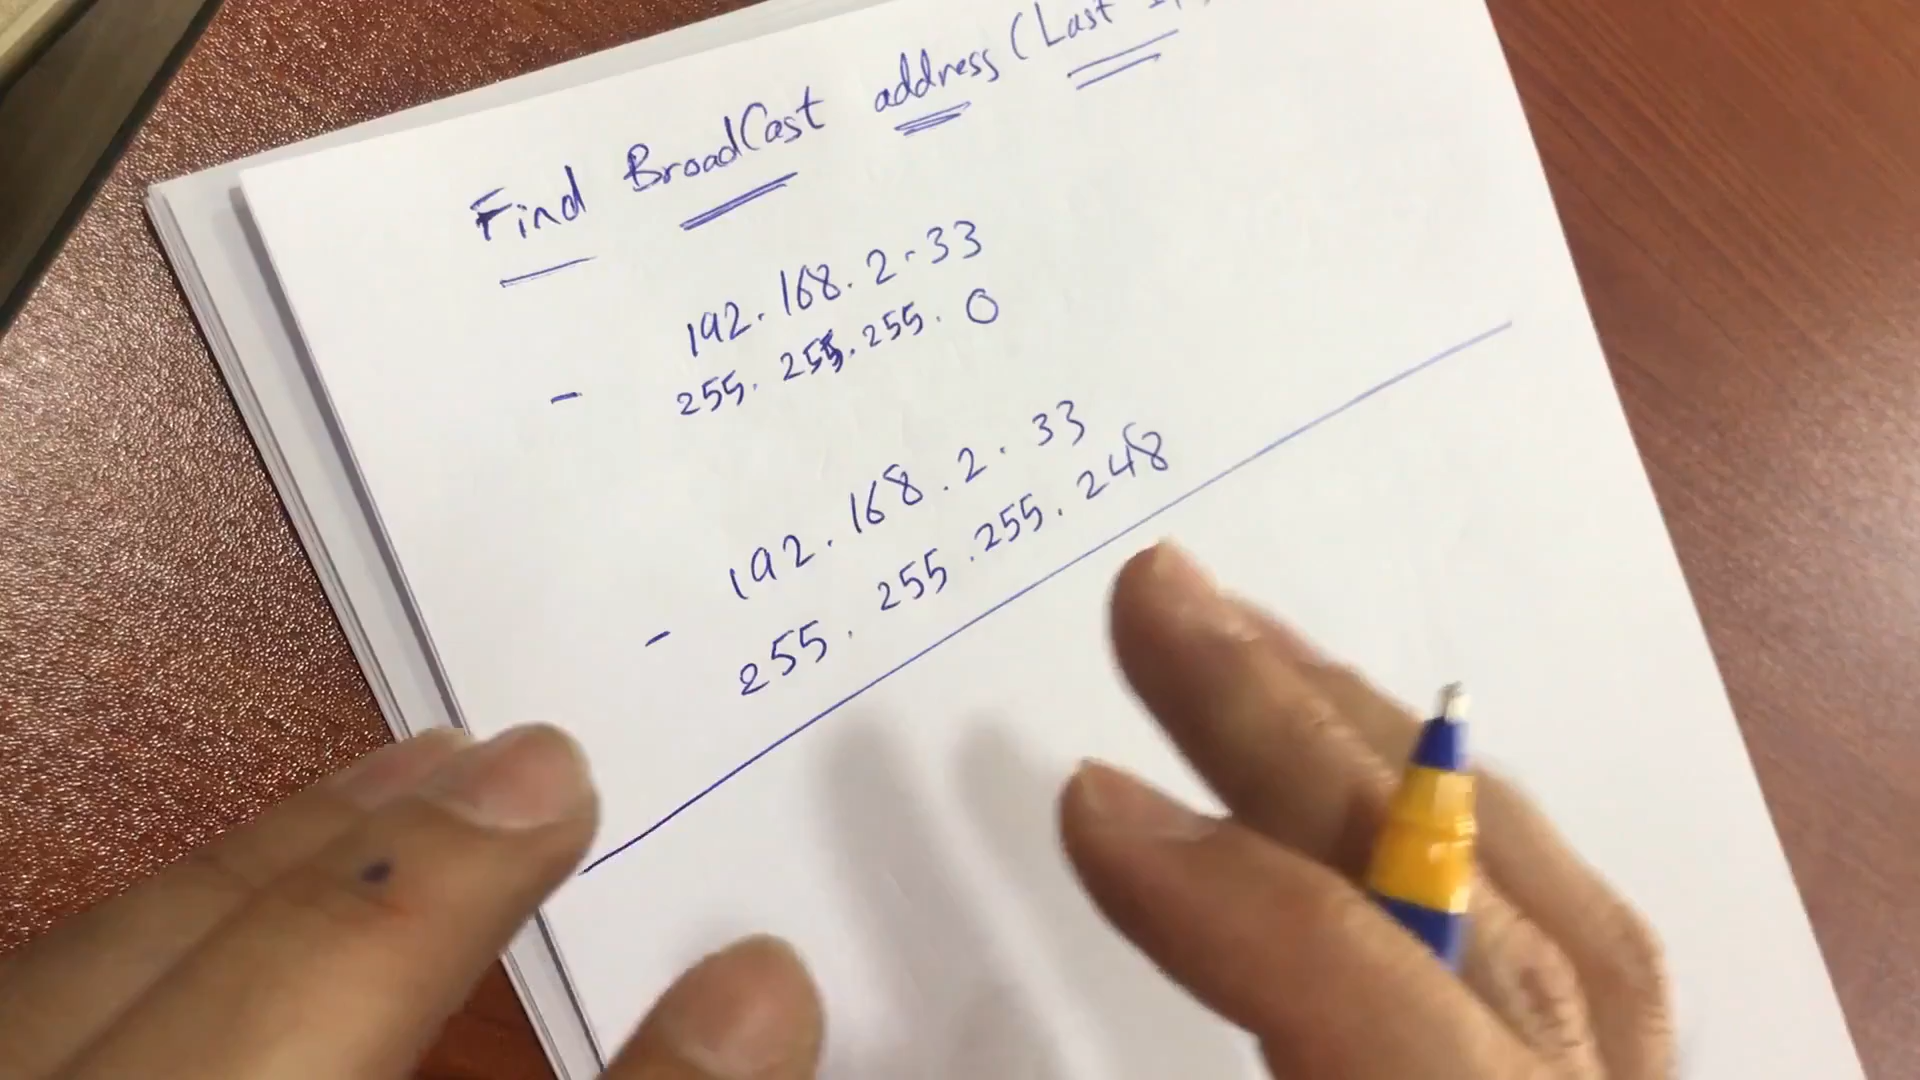 Find BroadCast address (Last
192.168.2.33
- 255.255.255.0
192.168.2.33
- 255.255.255.248